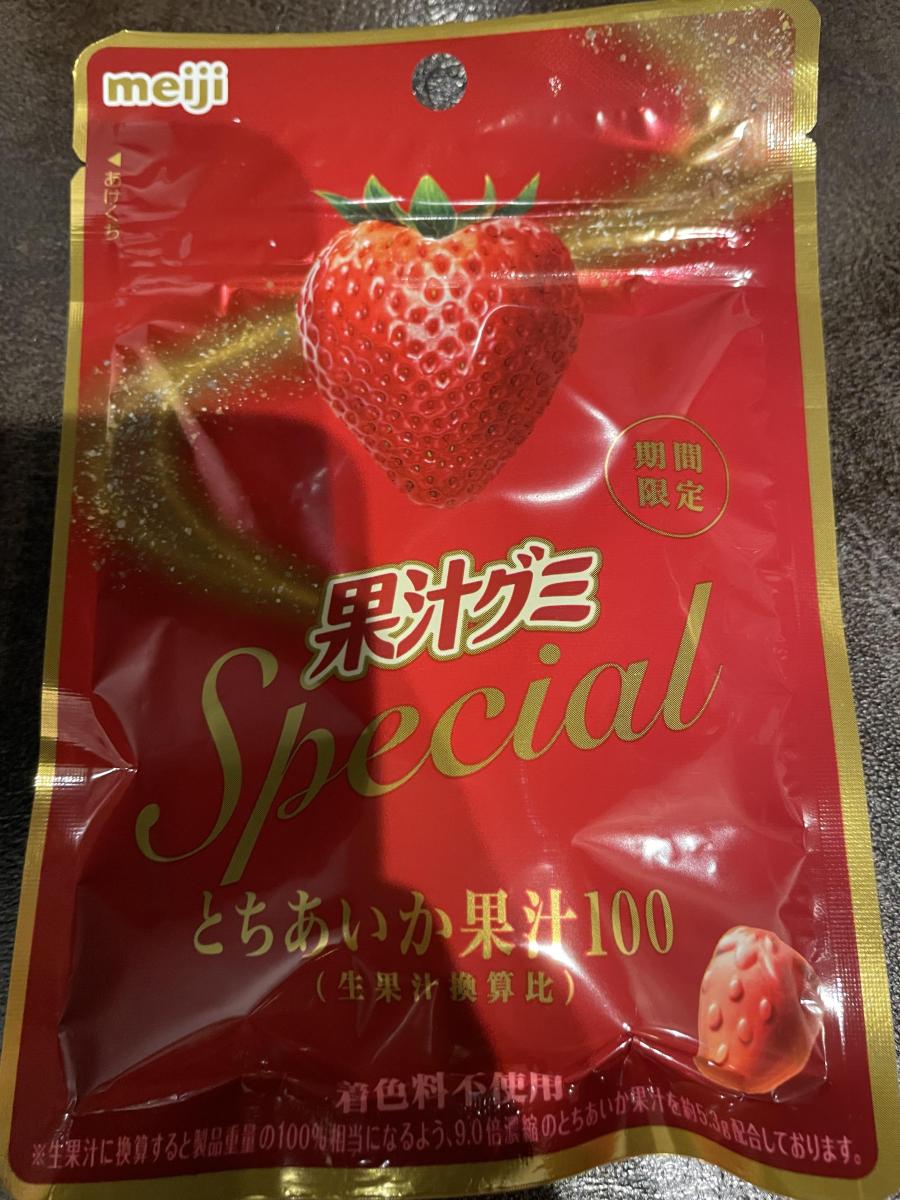 meiji
◀あけくち
期間
限定
果汁グミ
Special
とちあいか果汁100
(生果汁換算比)
着色料不使用
※生果汁に換算すると製品重量の100%相当になるよう、9.0倍濃縮のとちあいか果汁を約5.3g配合しております。